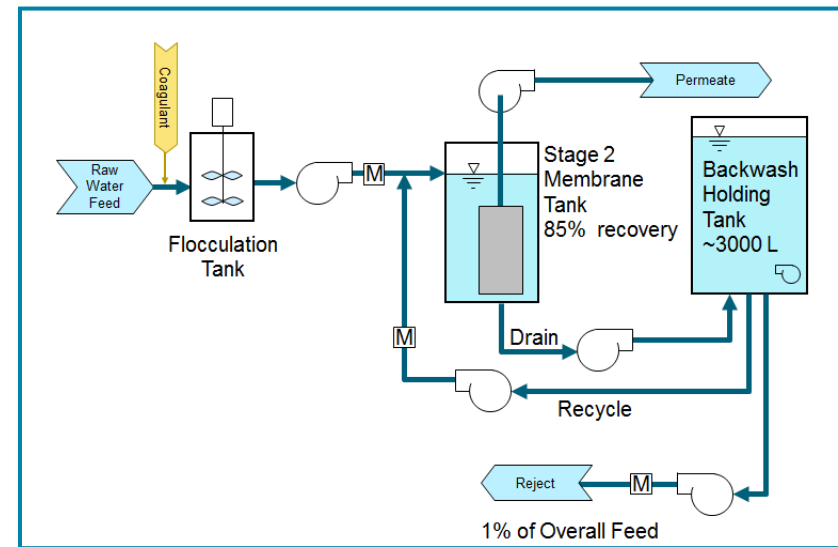 Coagulant
Raw
Water
Feed
Flocculation
Tank
M
Permeate
Stage 2
Membrane
Tank
85% recovery
Backwash
Holding
Tank
~3000 L
Drain
M
Recycle
Reject
M
1% of Overall Feed